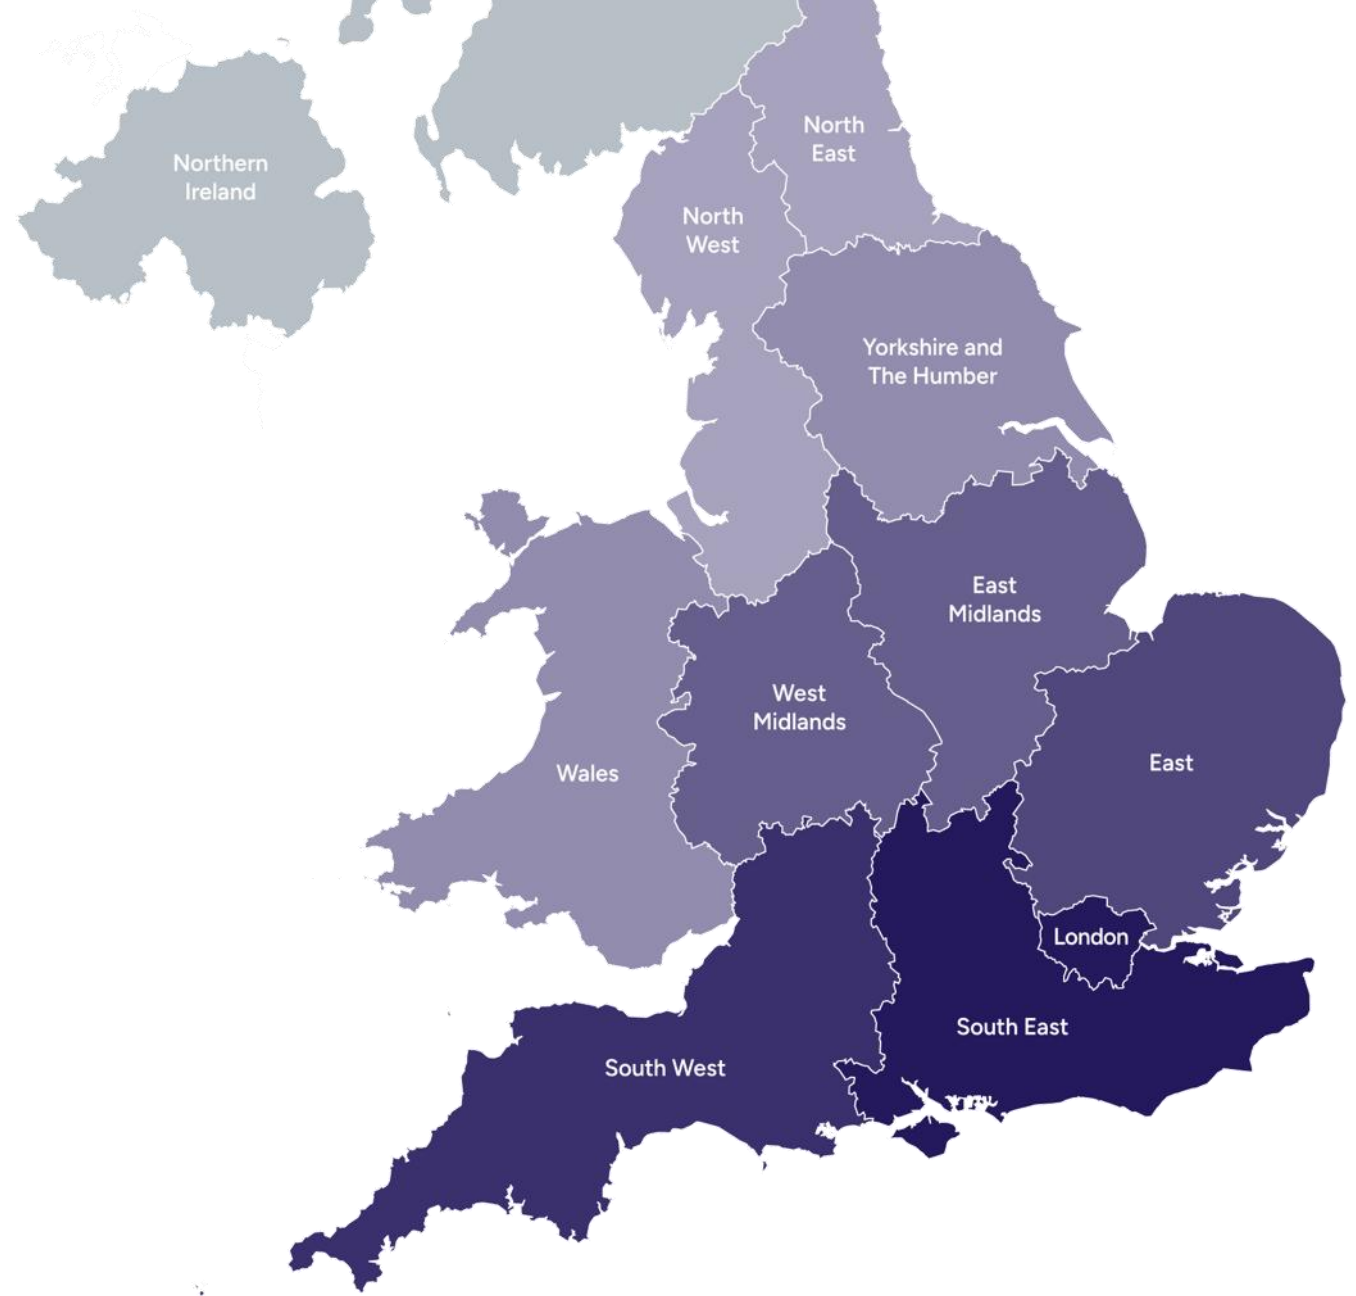 North
East
Northern
Ireland
North
West
Yorkshire and
The Humber
East
Midlands
West
Midlands
East
Wales
London
South East
South West